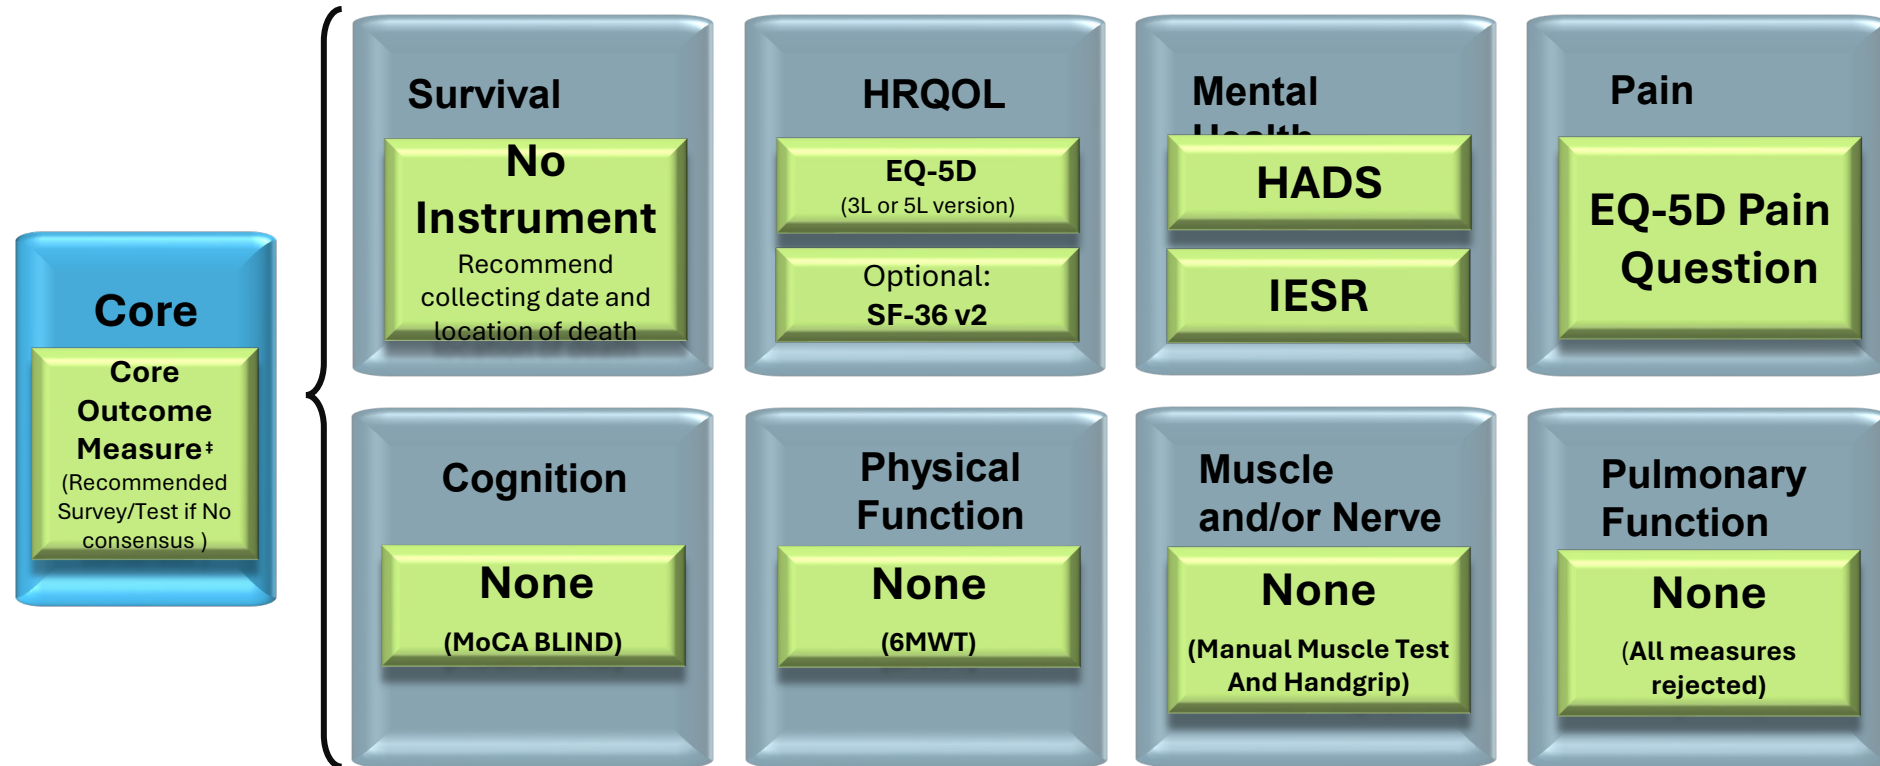 Core
Core
Outcome
Measure‡
(Recommended
Survey/Test if No
consensus )
Survival
No
Instrument
Recommend
collecting date and
location of death
HRQOL
EQ-5D
(3L or 5L version)
Optional:
SF-36 v2
Mental
Health
HADS
IESR
Pain
EQ-5D Pain
Question
Cognition
None
(MoCA BLIND)
Physical
Function
None
(6MWT)
Muscle
and/or Nerve
None
(Manual Muscle Test
And Handgrip)
Pulmonary
Function
None
(All measures
rejected)